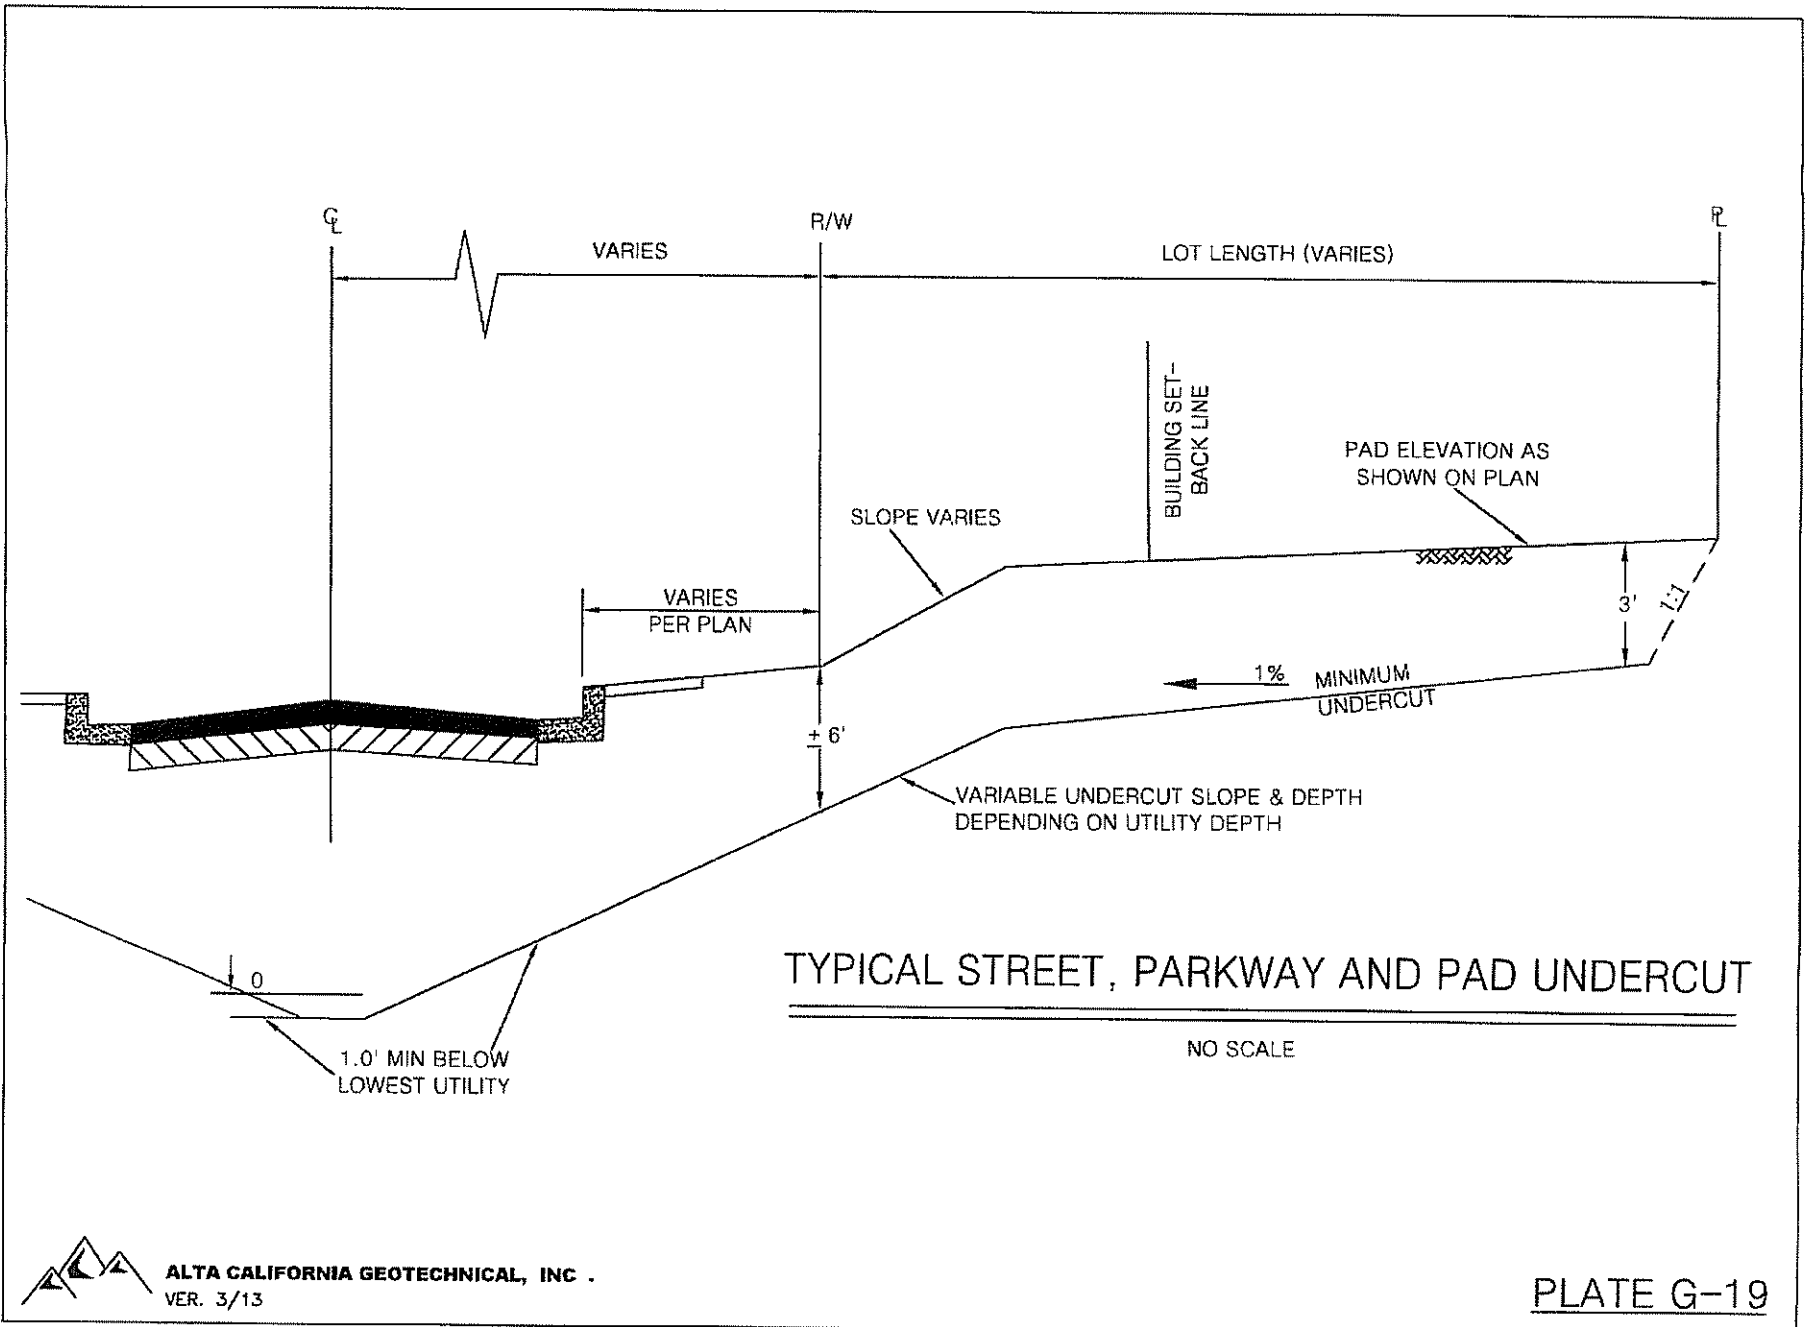 ℄
R/W
PL
VARIES
LOT LENGTH (VARIES)
BUILDING SET-
BACK LINE
PAD ELEVATION AS
SHOWN ON PLAN
SLOPE VARIES
VARIES
PER PLAN
3'
1:1
1%
MINIMUM
UNDERCUT
± 6'
VARIABLE UNDERCUT SLOPE & DEPTH
DEPENDING ON UTILITY DEPTH
0
TYPICAL STREET, PARKWAY AND PAD UNDERCUT
NO SCALE
1.0' MIN BELOW
LOWEST UTILITY
ALTA CALIFORNIA GEOTECHNICAL, INC .
VER. 3/13
PLATE G-19